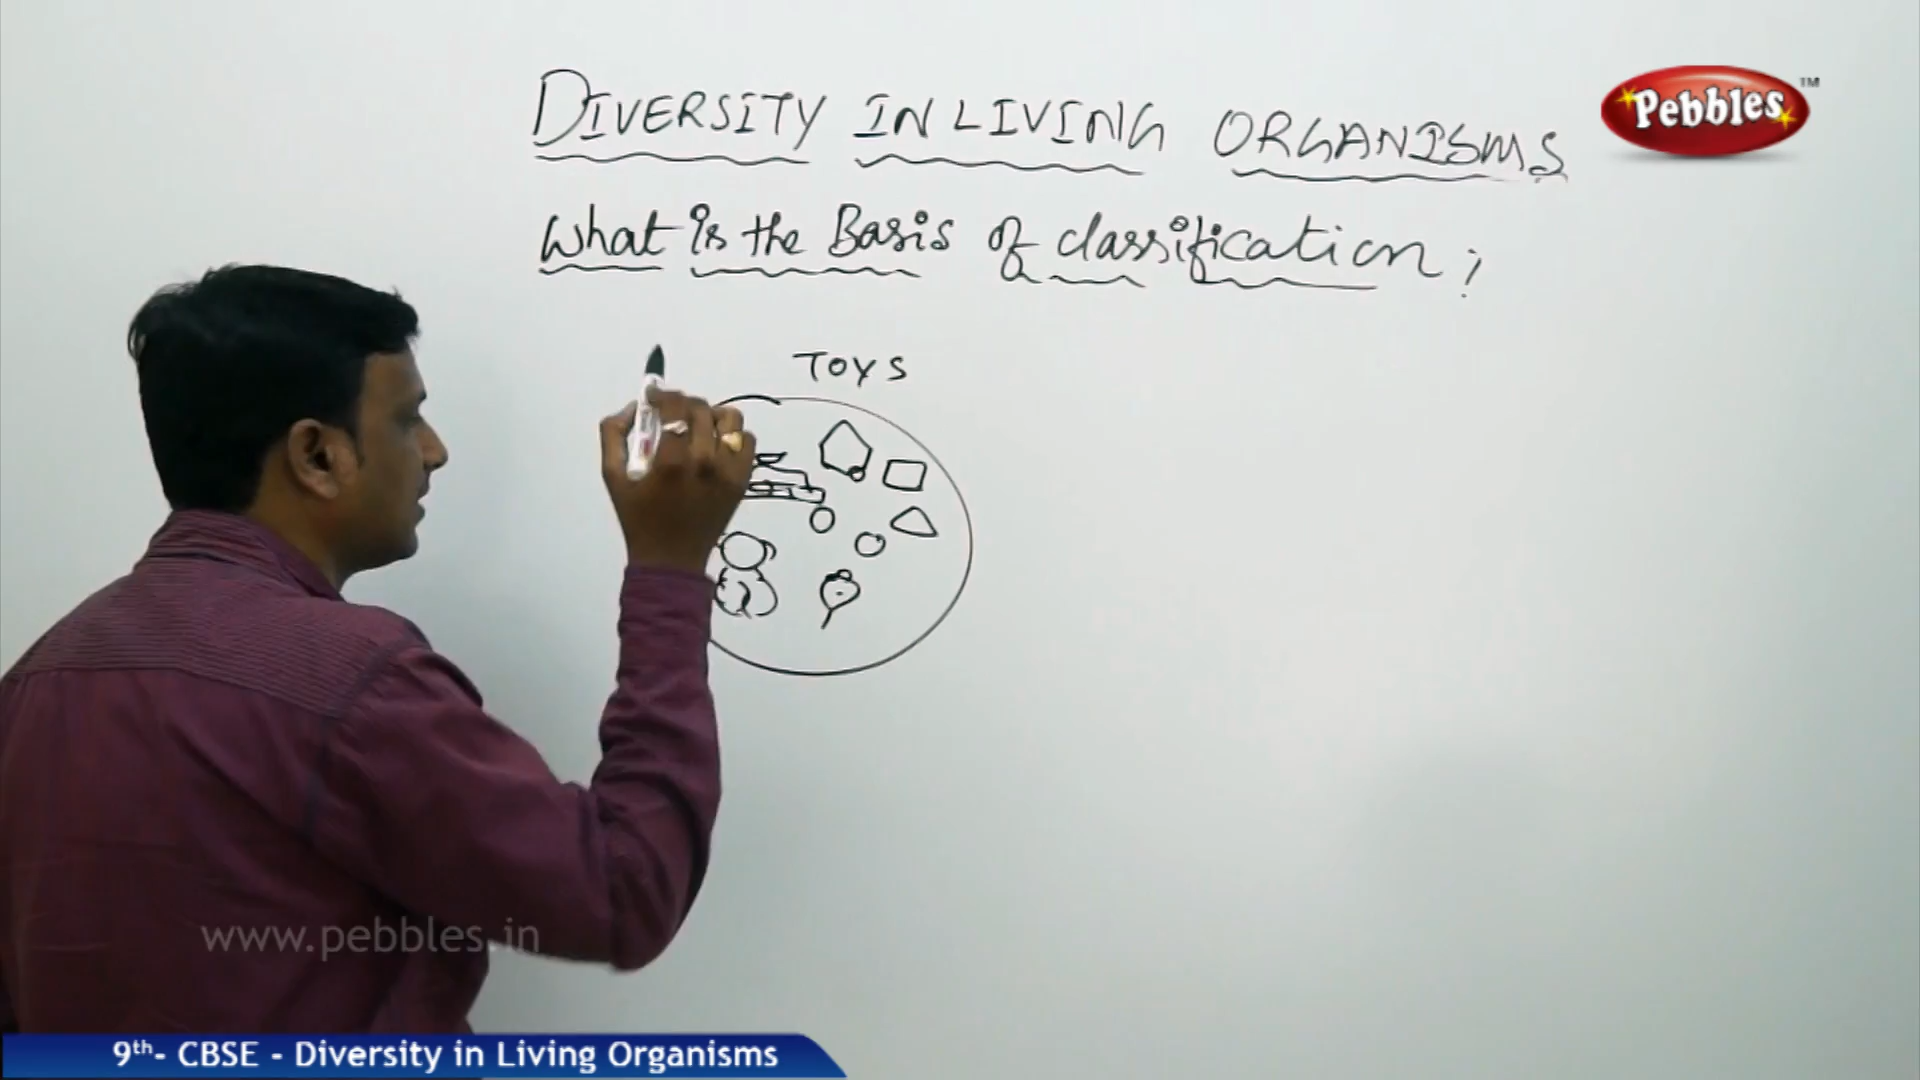 DIVERSITY IN LIVING ORGANISMS
Pebbles™
What is the Basis of classification ;
TOYS
www.pebbles.in
9th- CBSE - Diversity in Living Organisms